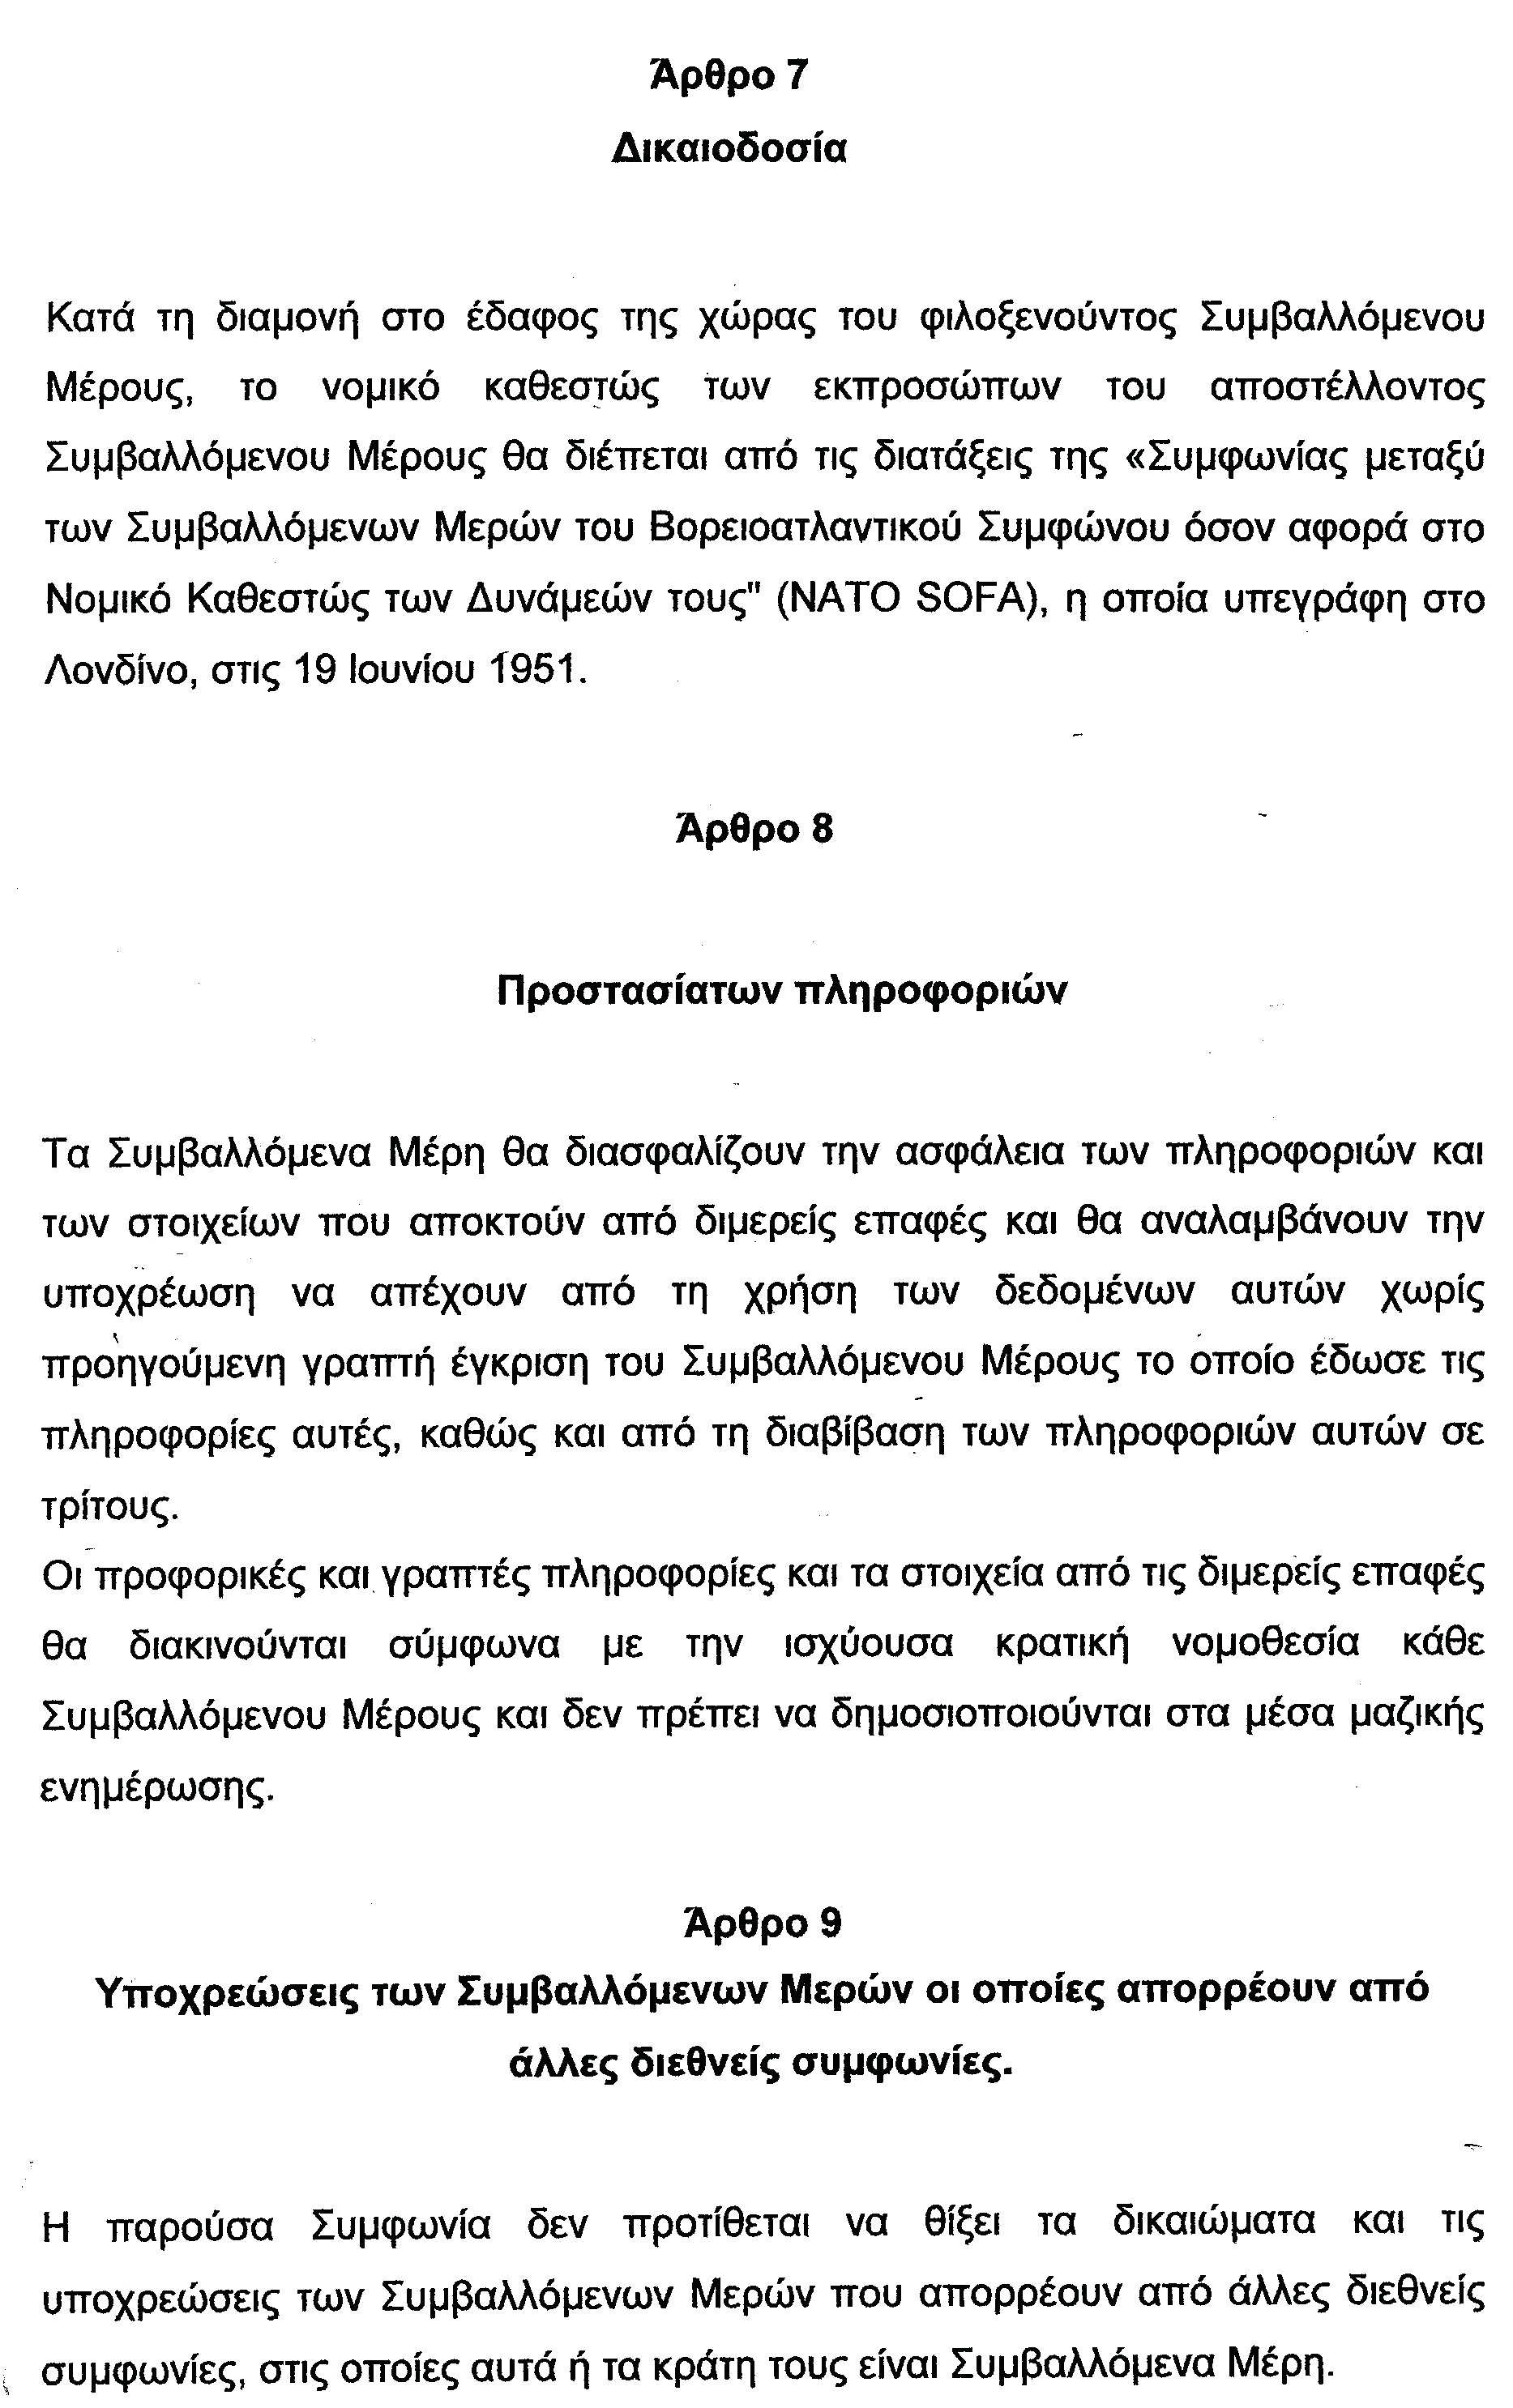 Άρθρο 7
Δικαιοδοσία
Κατά τη διαμονή στο έδαφος της χώρας του φιλοξενούντος Συμβαλλόμενου
Μέρους, το νομικό καθεστώς των εκπροσώπων του αποστέλλοντος
Συμβαλλόμενου Μέρους θα διέπεται από τις διατάξεις της «Συμφωνίας μεταξύ
των Συμβαλλόμενων Μερών του Βορειοατλαντικού Συμφώνου όσον αφορά στο
Νομικό Καθεστώς των Δυνάμεών τους" (NATO SOFA), η οποία υπεγράφη στο
Λονδίνο, στις 19 Ιουνίου 1951.
Άρθρο 8
Προστασίατων πληροφοριών
Τα Συμβαλλόμενα Μέρη θα διασφαλίζουν την ασφάλεια των πληροφοριών και
των στοιχείων που αποκτούν από διμερείς επαφές και θα αναλαμβάνουν την
υποχρέωση να απέχουν από τη χρήση των δεδομένων αυτών χωρίς
προηγούμενη γραπτή έγκριση του Συμβαλλόμενου Μέρους το οποίο έδωσε τις
πληροφορίες αυτές, καθώς και από τη διαβίβαση των πληροφοριών αυτών σε
τρίτους.
Οι προφορικές και γραπτές πληροφορίες και τα στοιχεία από τις διμερείς επαφές
θα διακινούνται σύμφωνα με την ισχύουσα κρατική νομοθεσία κάθε
Συμβαλλόμενου Μέρους και δεν πρέπει να δημοσιοποιούνται στα μέσα μαζικής
ενημέρωσης.
Άρθρο 9
Υποχρεώσεις των Συμβαλλόμενων Μερών οι οποίες απορρέουν από
άλλες διεθνείς συμφωνίες.
Η παρούσα Συμφωνία δεν προτίθεται να θίξει τα δικαιώματα και τις
υποχρεώσεις των Συμβαλλόμενων Μερών που απορρέουν από άλλες διεθνείς
συμφωνίες, στις οποίες αυτά ή τα κράτη τους είναι Συμβαλλόμενα Μέρη.